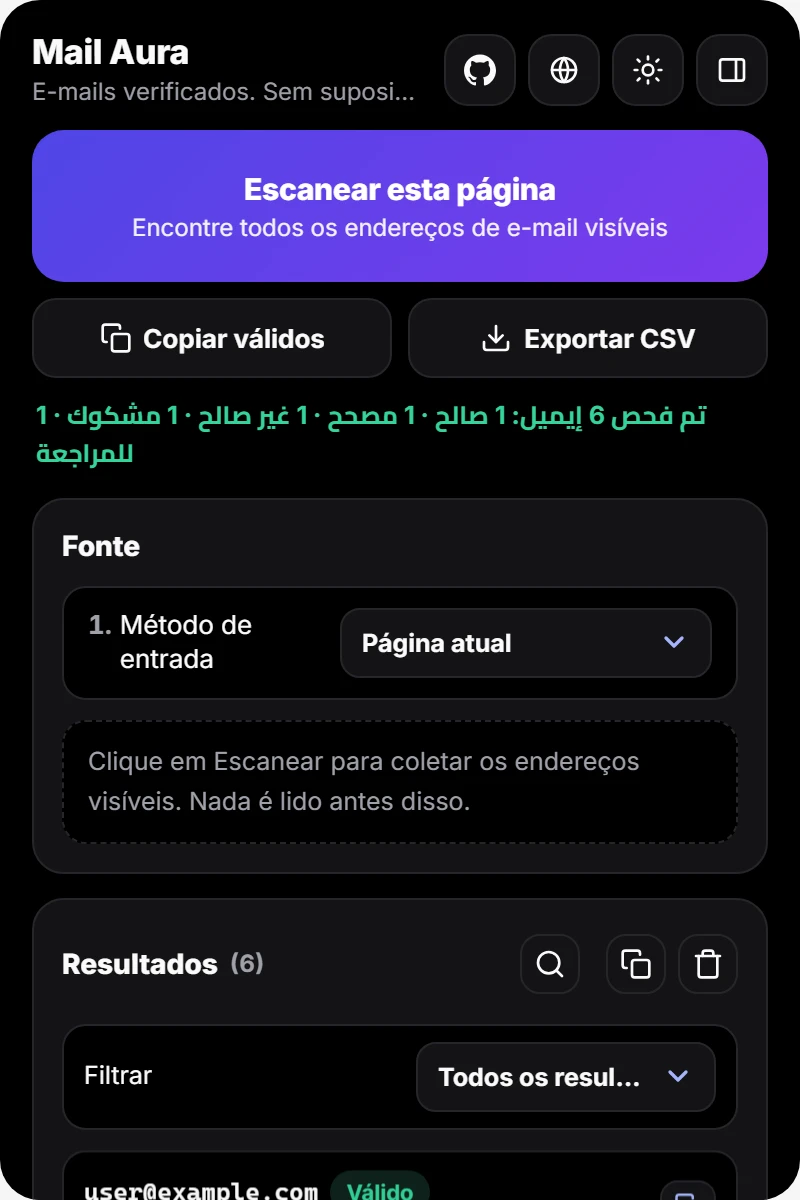 Mail Aura
E-mails verificados. Sem suposi...
Escanear esta página
Encontre todos os endereços de e-mail visíveis
Copiar válidos
Exportar CSV
تم فحص 6 إيميل: 1 صالح · 1 مصحح · 1 غير صالح · 1 مشكوك · 1
للمراجعة
Fonte
1. Método de
entrada
Página atual
Clique em Escanear para coletar os endereços
visíveis. Nada é lido antes disso.
Resultados (6)
Filtrar
Todos os resul...
user@example.com Válido